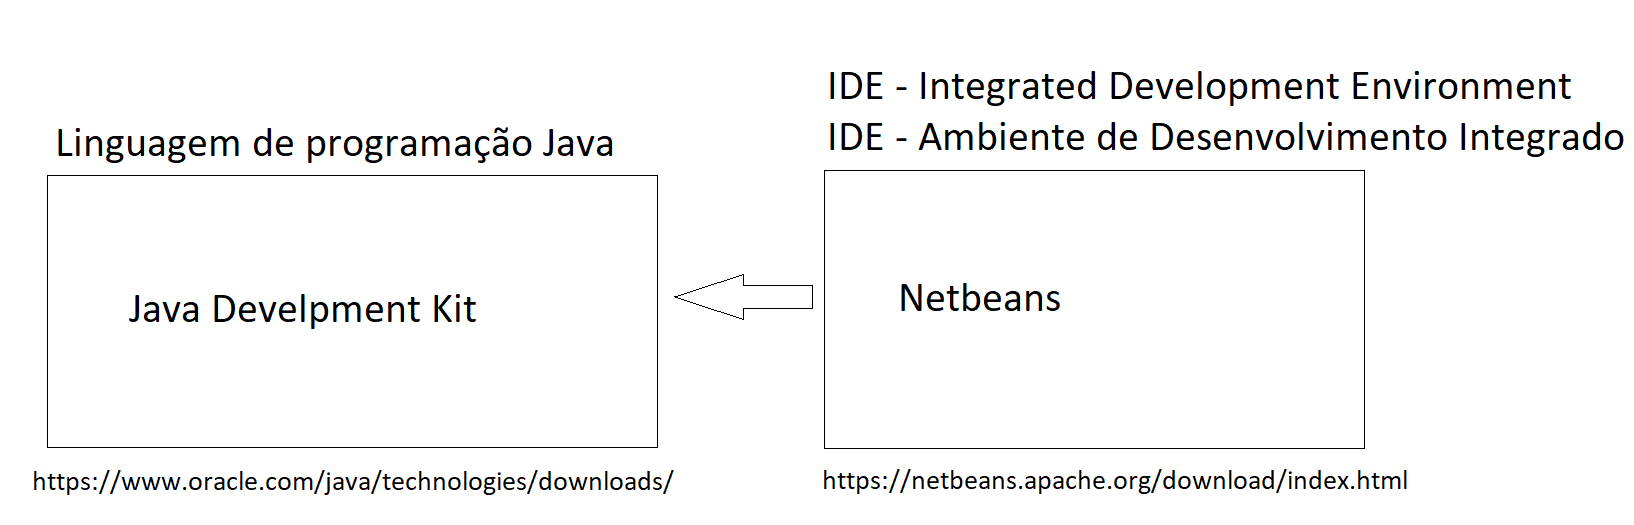 Linguagem de programação Java
Java Develpment Kit
https://www.oracle.com/java/technologies/downloads/
IDE - Integrated Development Environment
IDE - Ambiente de Desenvolvimento Integrado
Netbeans
https://netbeans.apache.org/download/index.html